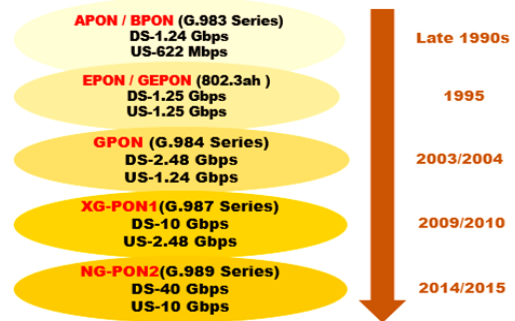 APON / BPON (G.983 Series)
DS-1.24 Gbps
US-622 Mbps
Late 1990s
EPON / GEPON (802.3ah )
DS-1.25 Gbps
US-1.25 Gbps
1995
GPON (G.984 Series)
DS-2.48 Gbps
US-1.24 Gbps
2003/2004
XG-PON1(G.987 Series)
DS-10 Gbps
US-2.48 Gbps
2009/2010
NG-PON2(G.989 Series)
DS-40 Gbps
US-10 Gbps
2014/2015